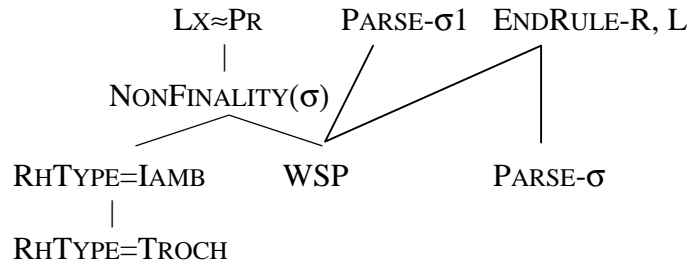 LX≈PR PARSE-σ1 ENDRULE-R, L
NONFINALITY(σ)
RHTYPE=IAMB WSP PARSE-σ
RHTYPE=TROCH